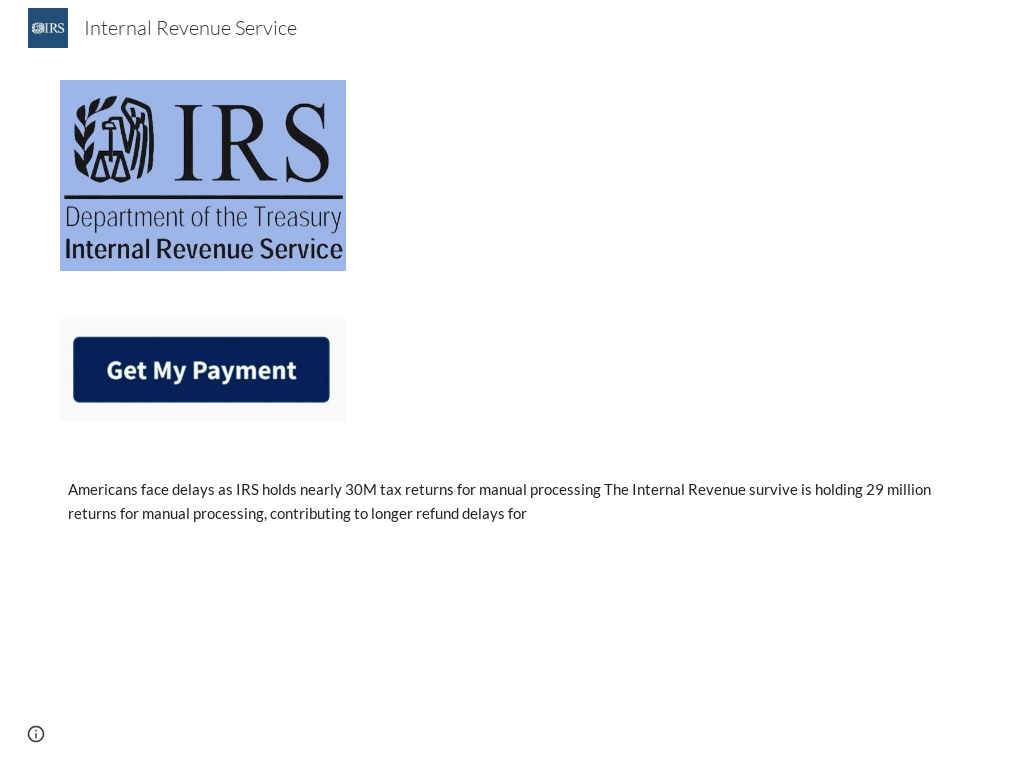 IRS
Internal Revenue Service
IRS
Department of the Treasury
Internal Revenue Service
Get My Payment
Americans face delays as IRS holds nearly 30M tax returns for manual processing The Internal Revenue survive is holding 29 million
returns for manual processing, contributing to longer refund delays for